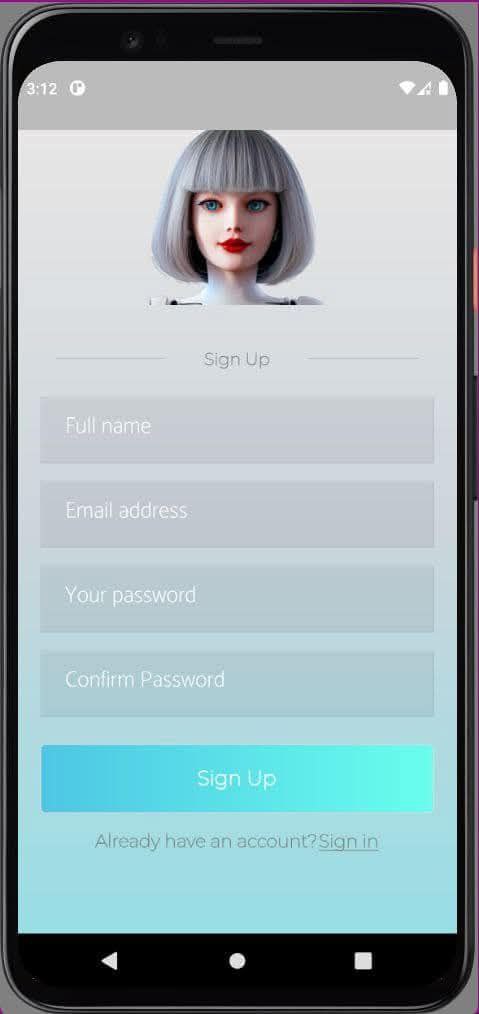 3:12
Sign Up
Full name
Email address
Your password
Confirm Password
Sign Up
Already have an account?Sign in